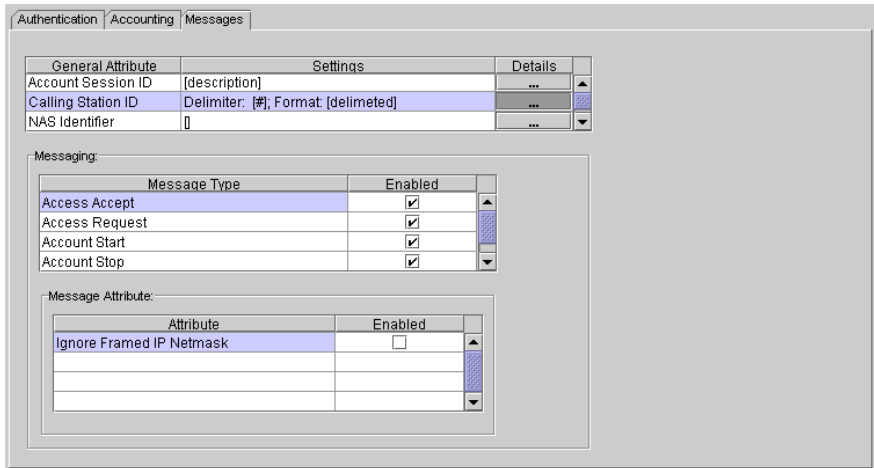 Authentication Accounting Messages
General Attribute Settings Details
Account Session ID [description] ...
Calling Station ID Delimiter: [#]; Format: [delimeted] ...
NAS Identifier [] ...
Messaging:
Message Type Enabled
Access Accept
Access Request
Account Start
Account Stop
Message Attribute:
Attribute Enabled
Ignore Framed IP Netmask